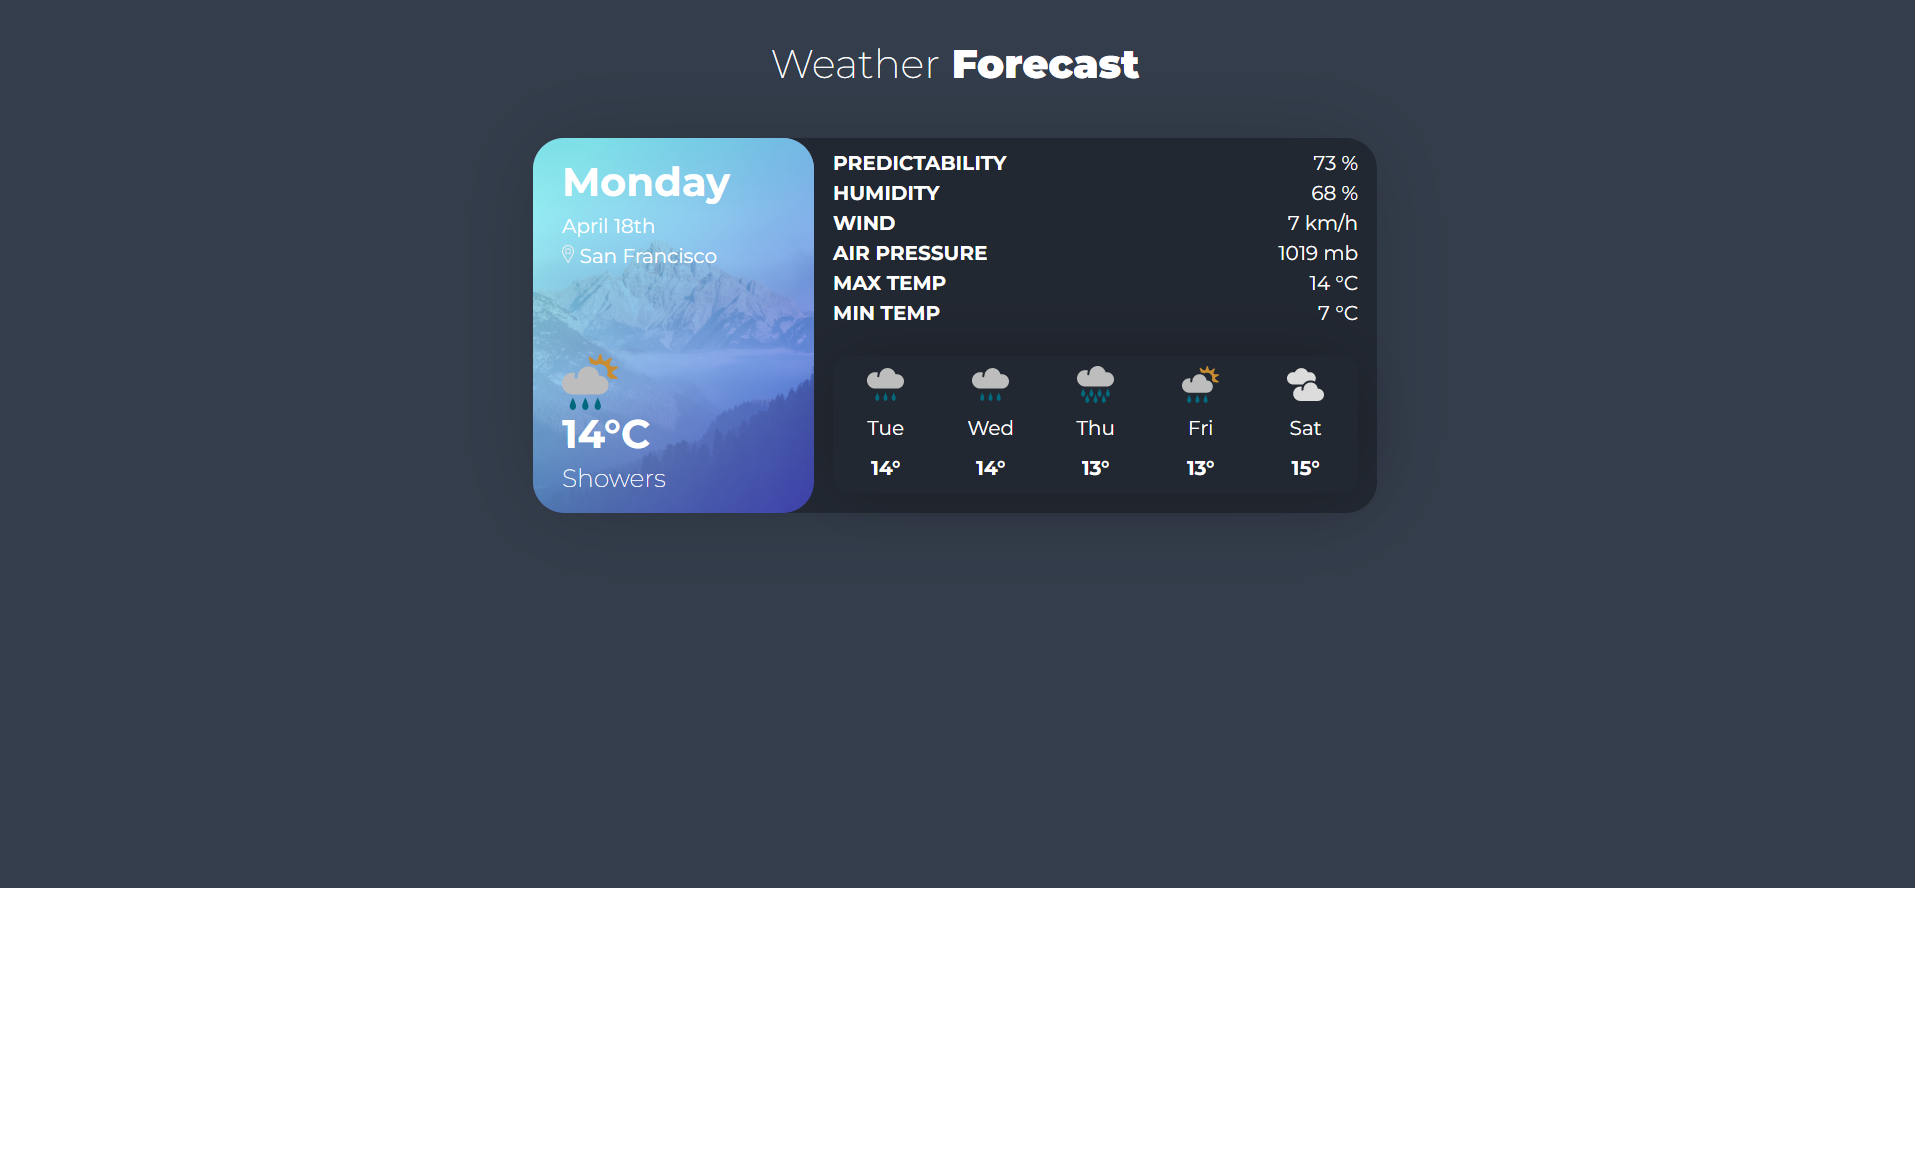 Weather Forecast
Monday
April 18th
San Francisco
14°C
Showers
PREDICTABILITY 73 %
HUMIDITY 68 %
WIND 7 km/h
AIR PRESSURE 1019 mb
MAX TEMP 14 °C
MIN TEMP 7 °C
Tue Wed Thu Fri Sat
14° 14° 13° 13° 15°